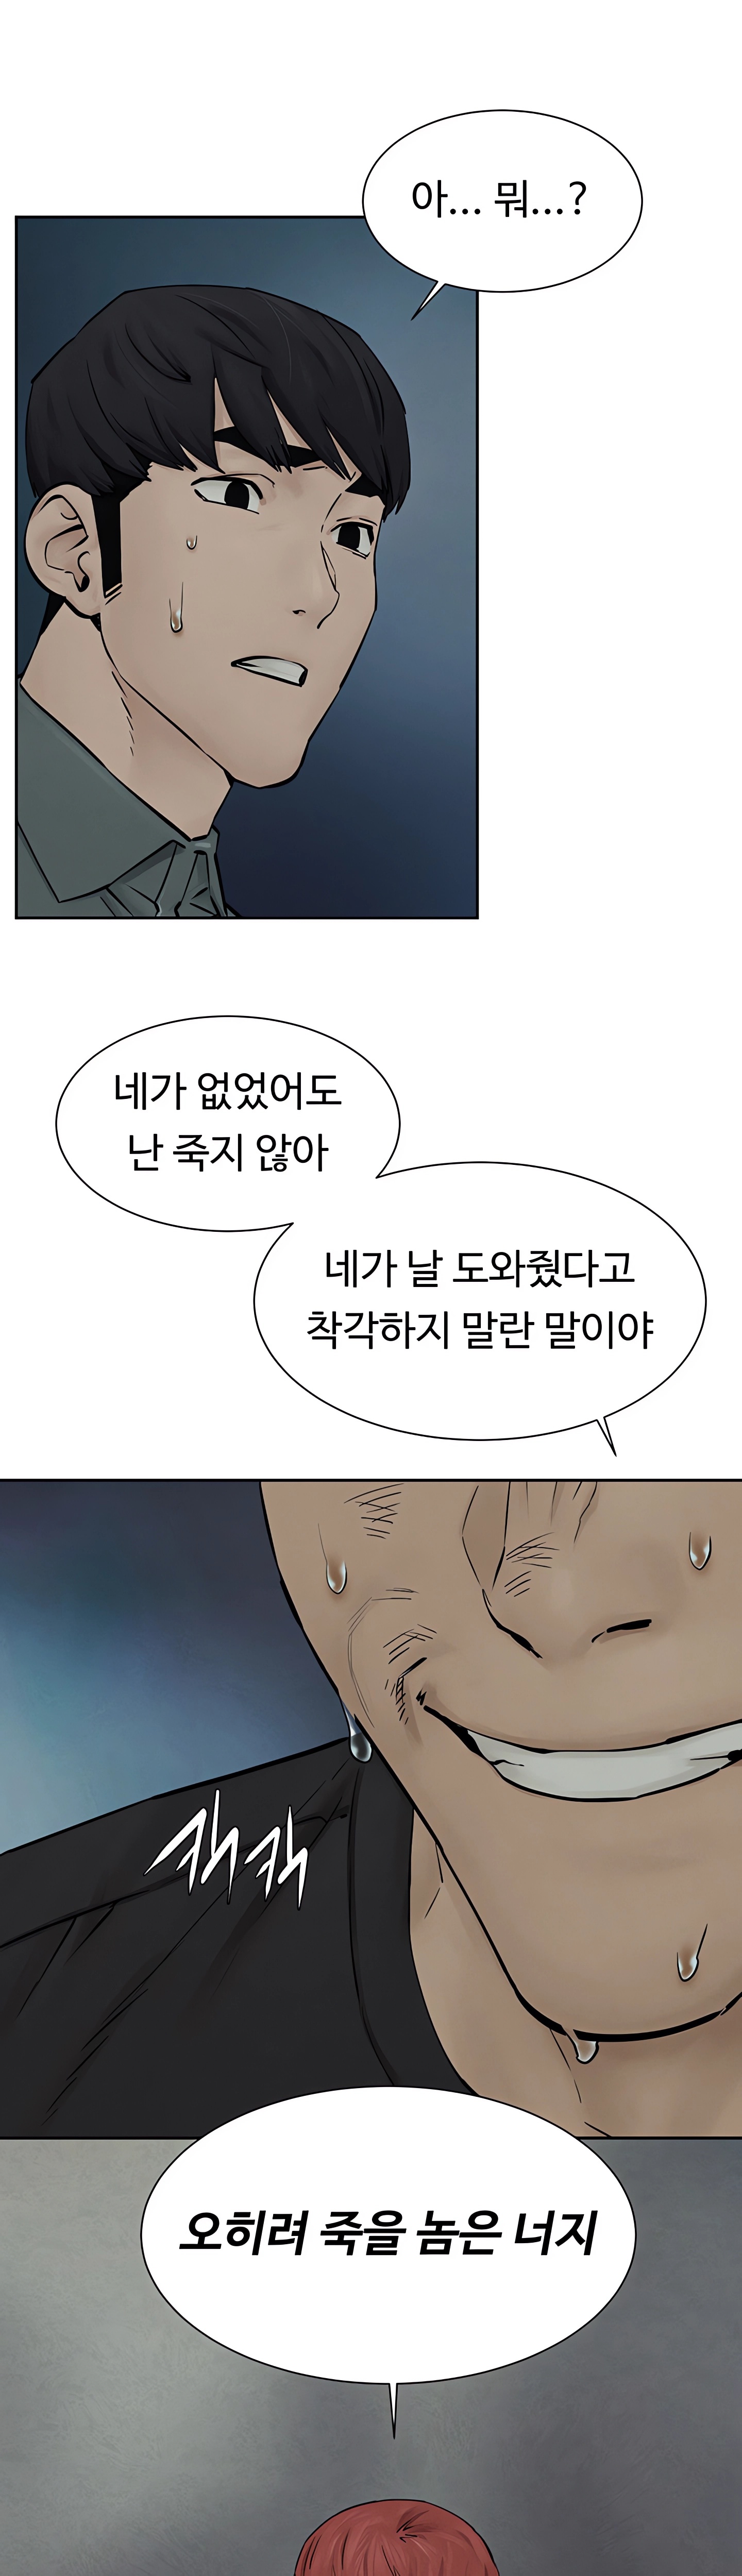 아... 뭐...?
네가 없었어도
난 죽지 않아
네가 날 도와줬다고
착각하지 말란 말이야
큭큭
오히려 죽을 놈은 너지